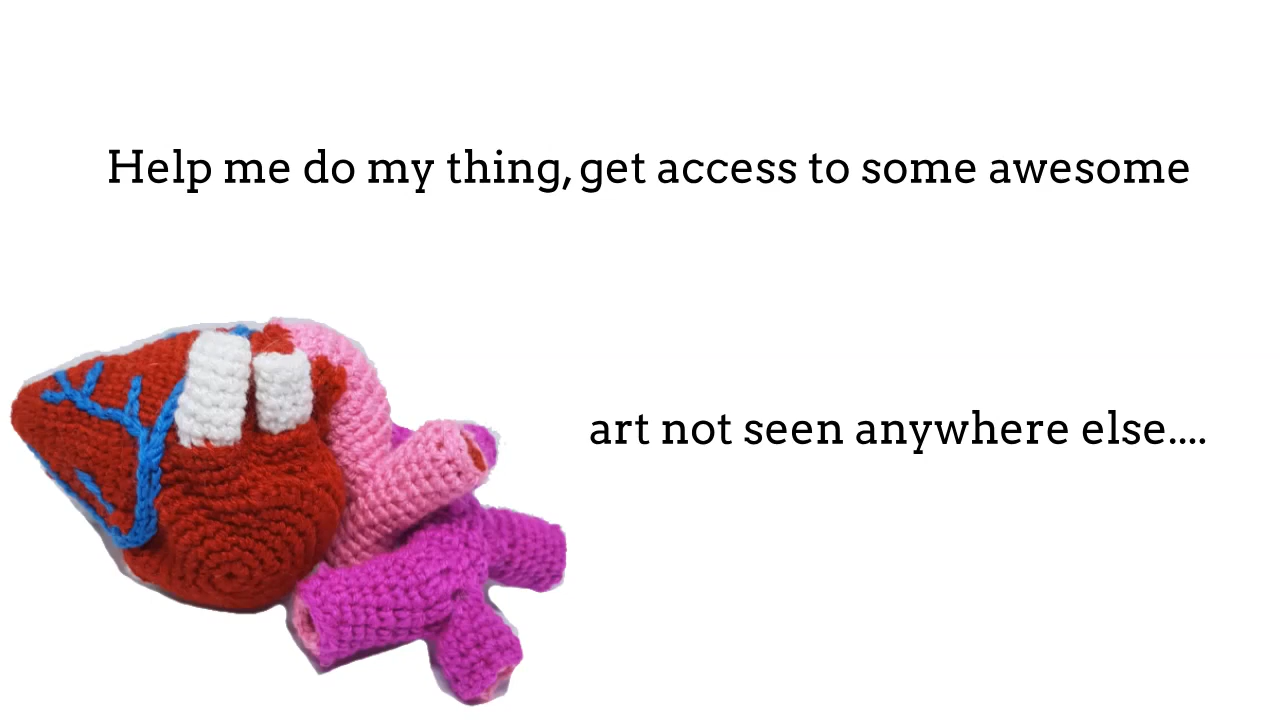 Help me do my thing, get access to some awesome
art not seen anywhere else....